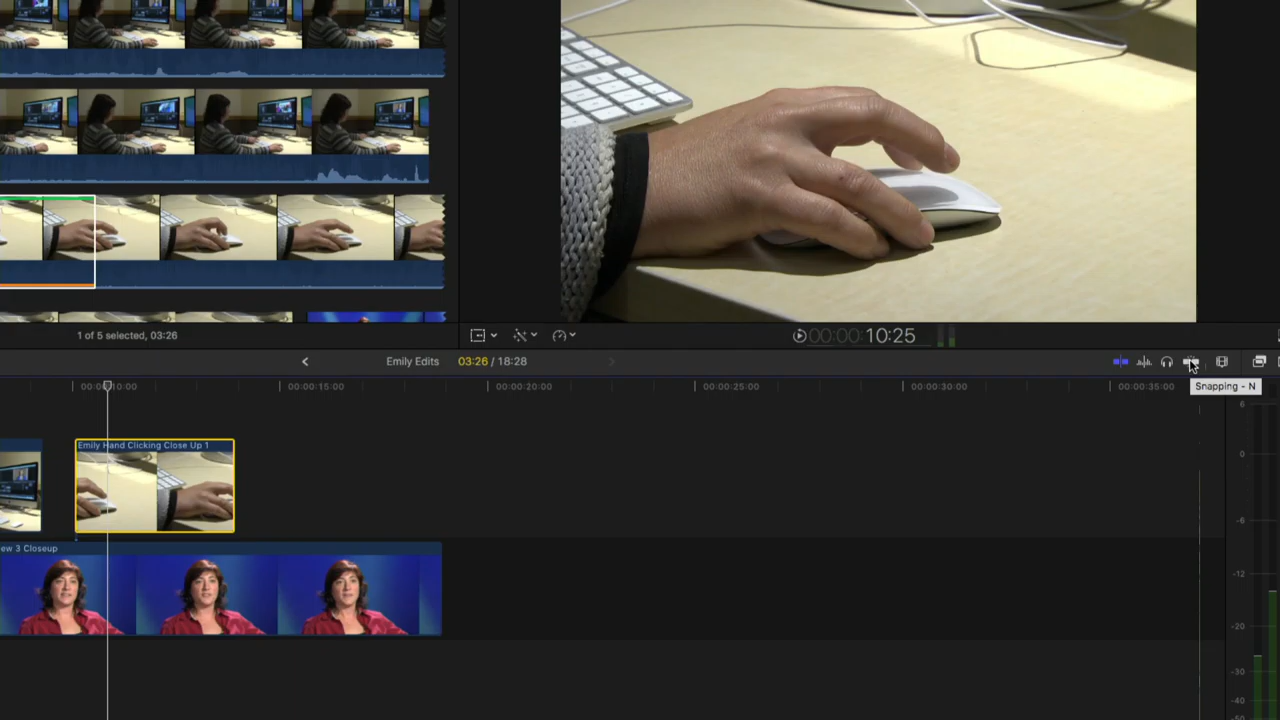 1 of 5 selected, 03:26
00:00:10:25
Emily Edits
03:26 / 18:28
00:00:10:00
00:00:15:00
00:00:20:00
00:00:25:00
00:00:30:00
00:00:35:00
Snapping - N
6
0
-6
-12
-20
-30
-40
-50
Emily Hand Clicking Close Up 1
ew 3 Closeup